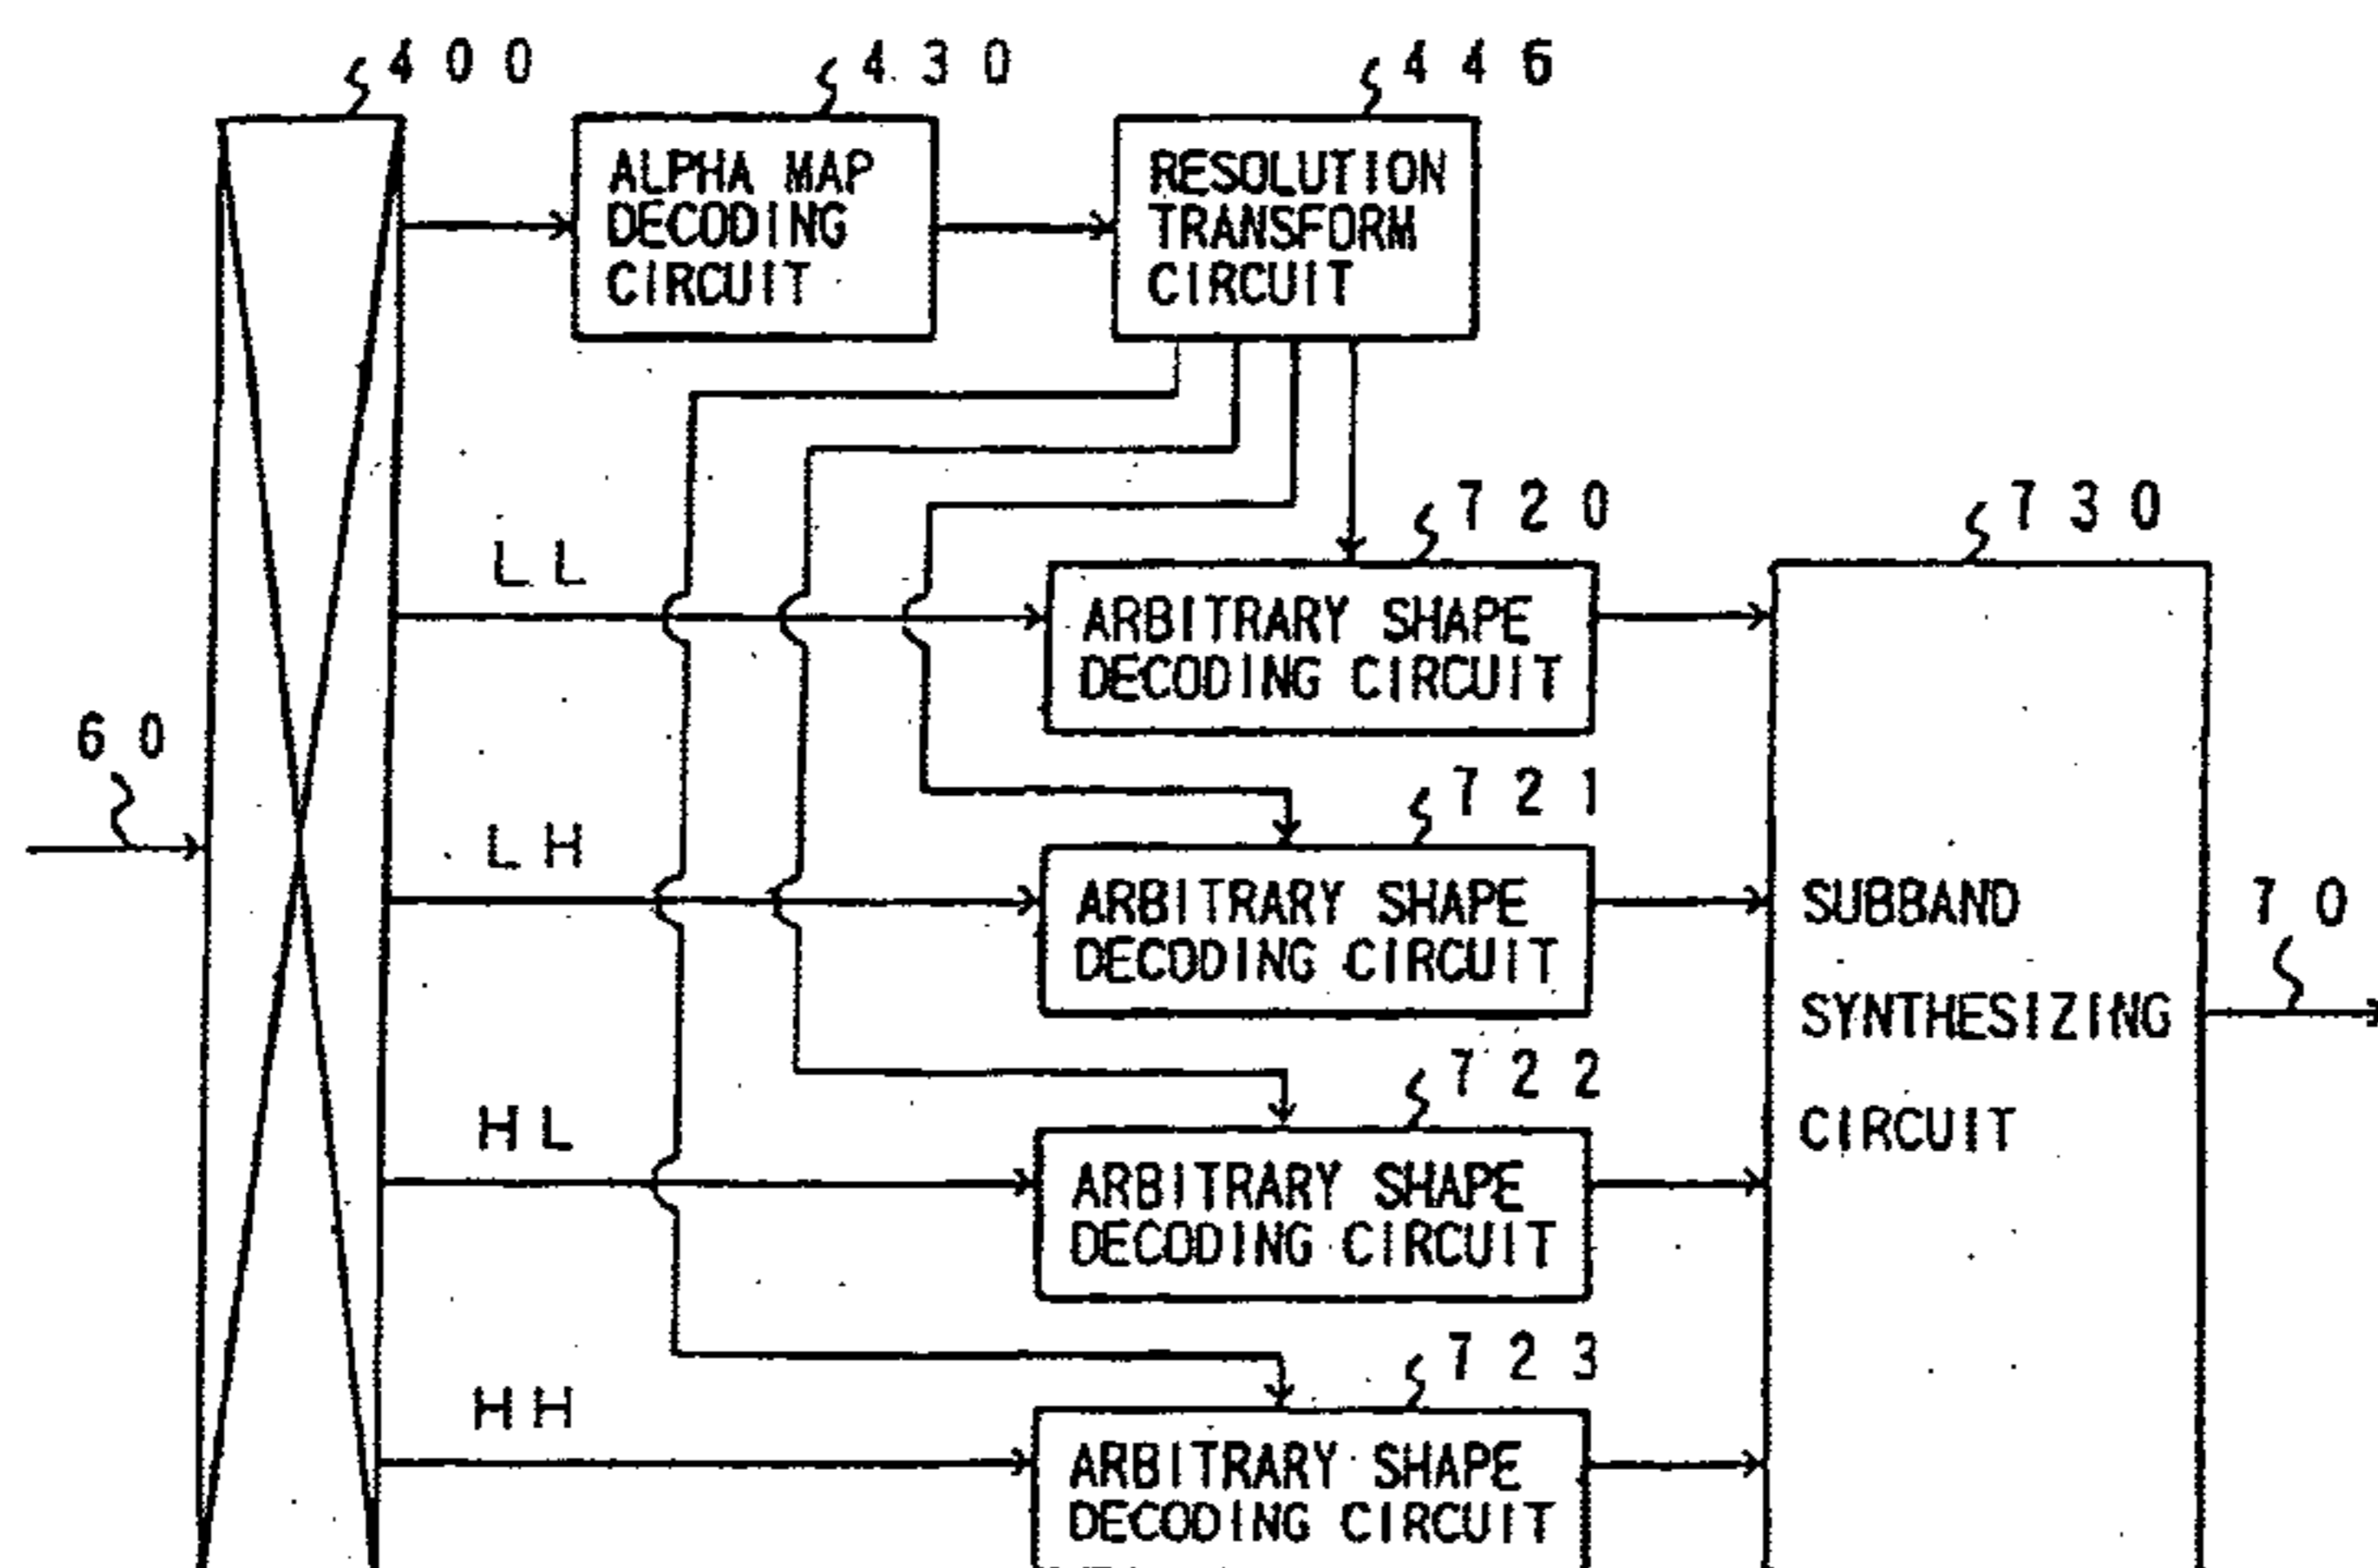 400
430
446
ALPHA MAP
DECODING
CIRCUIT
RESOLUTION
TRANSFORM
CIRCUIT
LL
720
730
ARBITRARY SHAPE
DECODING CIRCUIT
60
721
LH
ARBITRARY SHAPE
DECODING CIRCUIT
SUBBAND
SYNTHESIZING
CIRCUIT
70
722
HL
ARBITRARY SHAPE
DECODING CIRCUIT
723
HH
ARBITRARY SHAPE
DECODING CIRCUIT